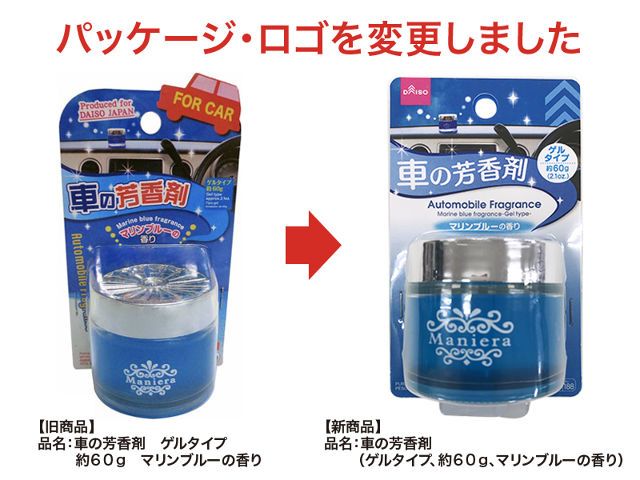 パッケージ・ロゴを変更しました
Produced for
DAISO JAPAN
FOR CAR
車の芳香剤
ゲルタイプ
約60g
Marine blue fragrance
マリンブルーの
香り
Automobile Fragrance
Maniera
DAISO
ゲル
タイプ
約60g
(2.1oz.)
車の芳香剤
Automobile Fragrance
Marine blue fragrance-Gel type-
マリンブルーの香り
Maniera
188
【旧商品】
品名：車の芳香剤　ゲルタイプ
約６０ｇ　マリンブルーの香り
【新商品】
品名：車の芳香剤
（ゲルタイプ、約６０ｇ、マリンブルーの香り）